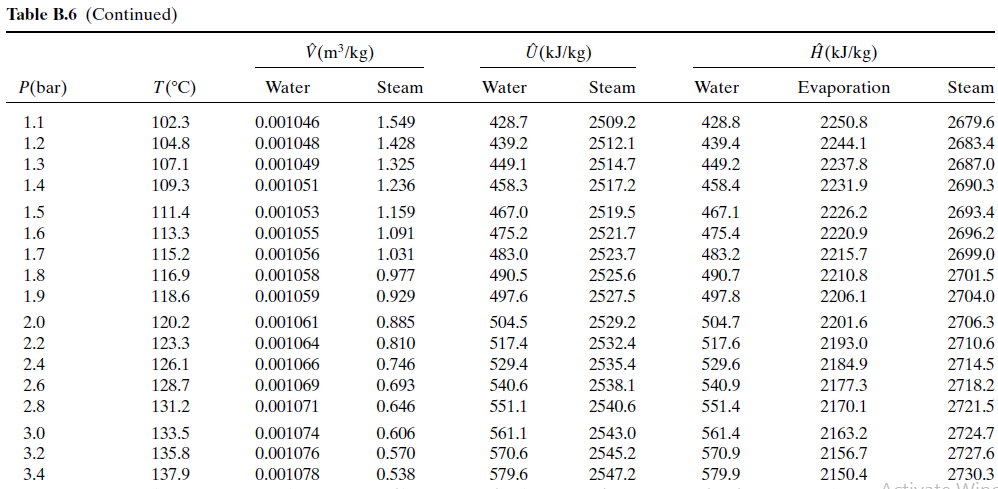 Table B.6 (Continued)
V̂(m³/kg) Û(kJ/kg) Ĥ(kJ/kg)
P(bar) T(°C) Water Steam Water Steam Water Evaporation Steam
1.1 102.3 0.001046 1.549 428.7 2509.2 428.8 2250.8 2679.6
1.2 104.8 0.001048 1.428 439.2 2512.1 439.4 2244.1 2683.4
1.3 107.1 0.001049 1.325 449.1 2514.7 449.2 2237.8 2687.0
1.4 109.3 0.001051 1.236 458.3 2517.2 458.4 2231.9 2690.3
1.5 111.4 0.001053 1.159 467.0 2519.5 467.1 2226.2 2693.4
1.6 113.3 0.001055 1.091 475.2 2521.7 475.4 2220.9 2696.2
1.7 115.2 0.001056 1.031 483.0 2523.7 483.2 2215.7 2699.0
1.8 116.9 0.001058 0.977 490.5 2525.6 490.7 2210.8 2701.5
1.9 118.6 0.001059 0.929 497.6 2527.5 497.8 2206.1 2704.0
2.0 120.2 0.001061 0.885 504.5 2529.2 504.7 2201.6 2706.3
2.2 123.3 0.001064 0.810 517.4 2532.4 517.6 2193.0 2710.6
2.4 126.1 0.001066 0.746 529.4 2535.4 529.6 2184.9 2714.5
2.6 128.7 0.001069 0.693 540.6 2538.1 540.9 2177.3 2718.2
2.8 131.2 0.001071 0.646 551.1 2540.6 551.4 2170.1 2721.5
3.0 133.5 0.001074 0.606 561.1 2543.0 561.4 2163.2 2724.7
3.2 135.8 0.001076 0.570 570.6 2545.2 570.9 2156.7 2727.6
3.4 137.9 0.001078 0.538 579.6 2547.2 579.9 2150.4 2730.3